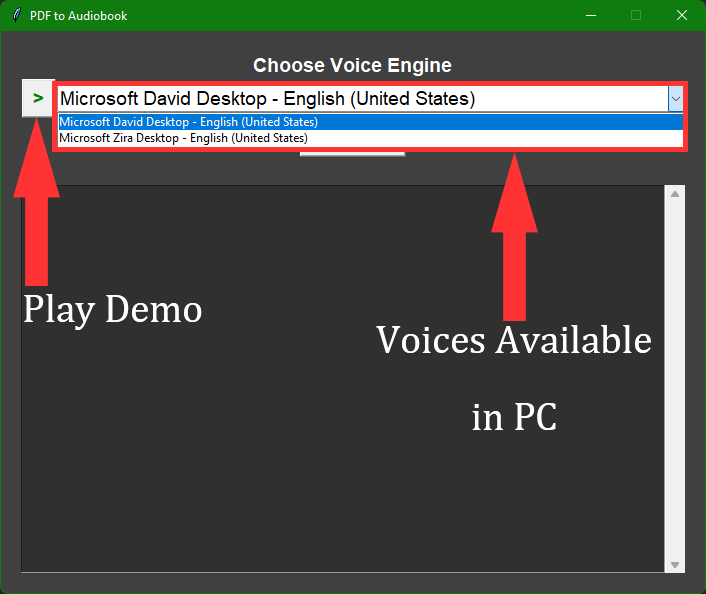 PDF to Audiobook
Choose Voice Engine
>
Microsoft David Desktop - English (United States)
Microsoft David Desktop - English (United States)
Microsoft Zira Desktop - English (United States)
Play Demo
Voices Available
in PC